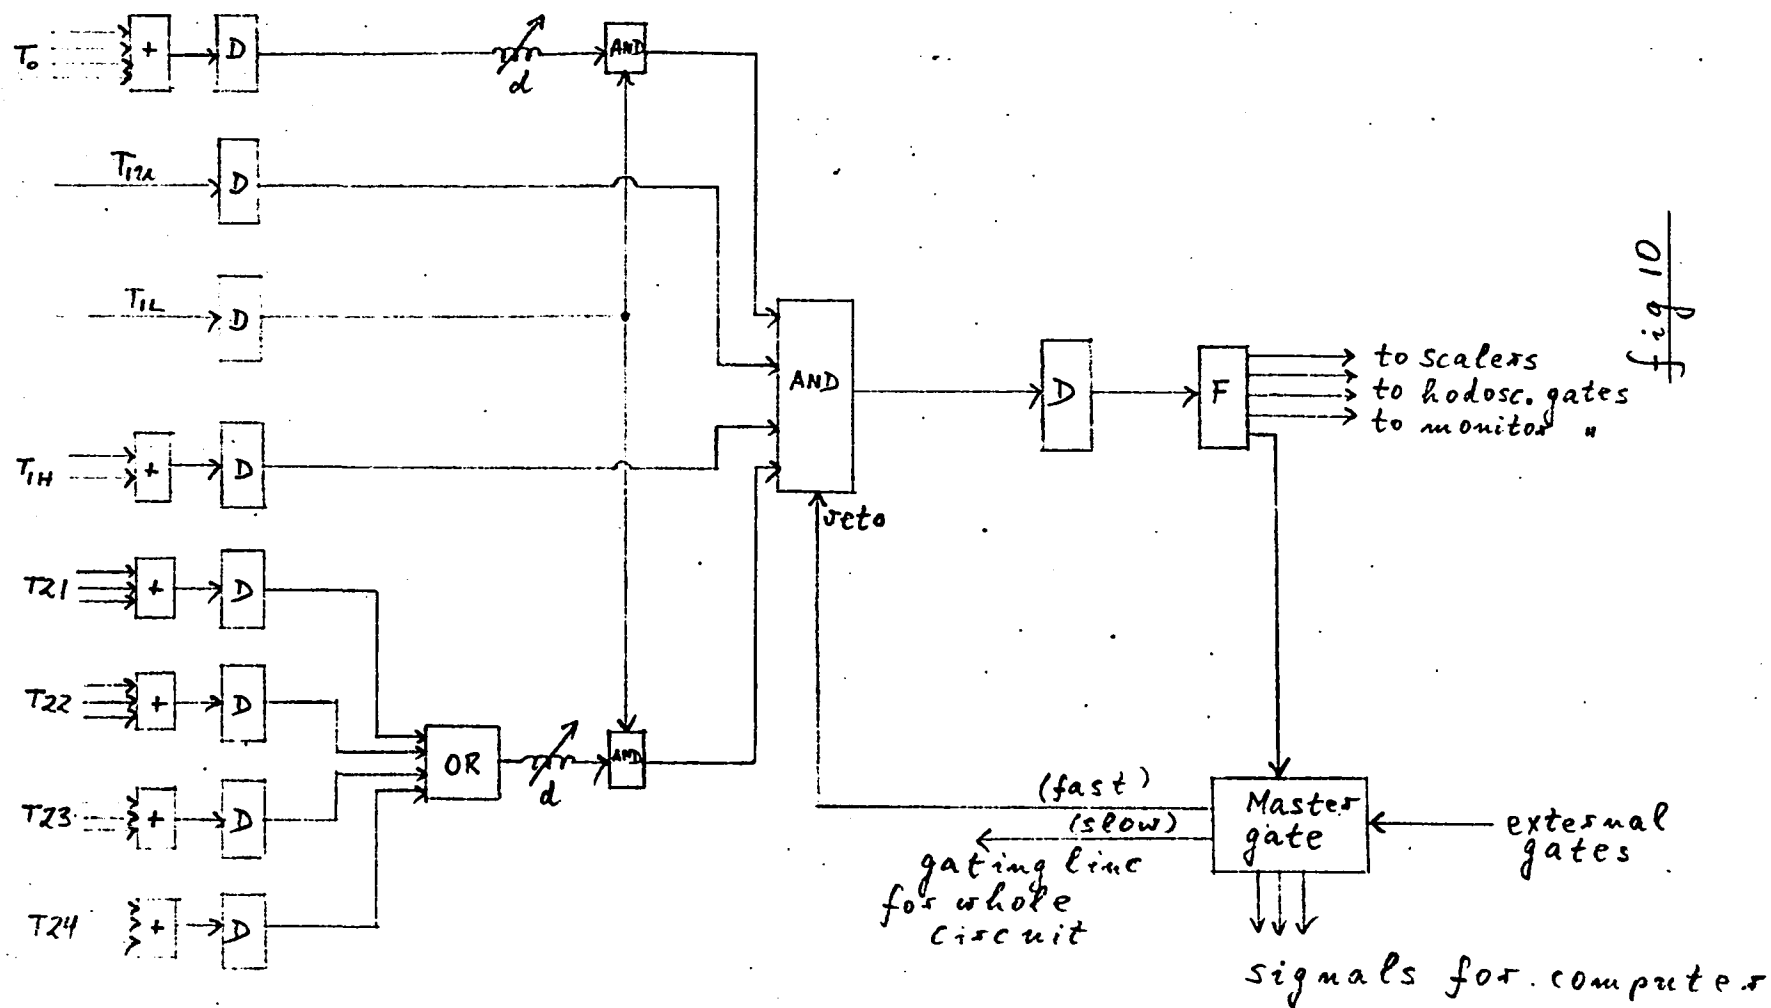 T0
+
D
d
AND
T1L
D
T1H
+
D
T21
+
D
T22
+
D
T23
+
D
T24
+
D
OR
d
AND
AND
veto
D
F
to scalers
to hodosc. gates
to monitor "
fig 10
(fast)
(slow)
gating line
for whole
circuit
Master
gate
external
gates
signals for computer